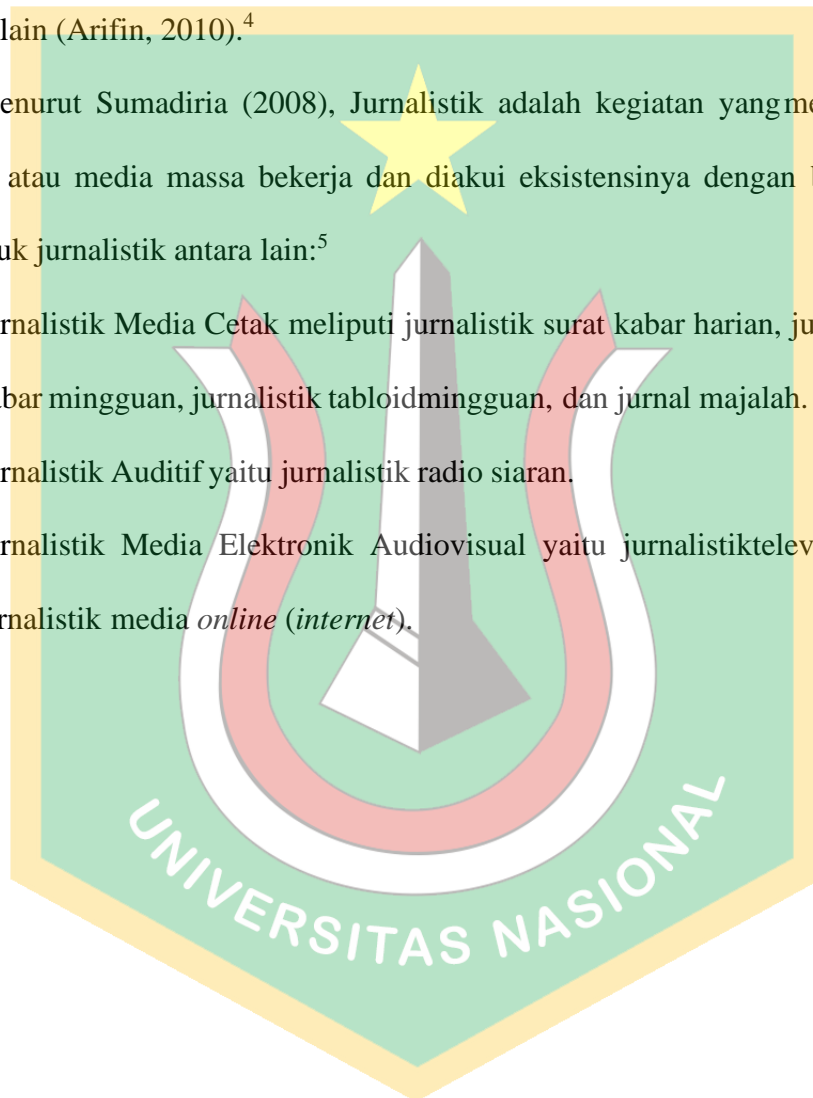 lain (Arifin, 2010).4
enurut Sumadiria (2008), Jurnalistik adalah kegiatan yangme
atau media massa bekerja dan diakui eksistensinya dengan b
uk jurnalistik antara lain:5
rnalistik Media Cetak meliputi jurnalistik surat kabar harian, ju
bar mingguan, jurnalistik tabloidmingguan, dan jurnal majalah.
rnalistik Auditif yaitu jurnalistik radio siaran.
rnalistik Media Elektronik Audiovisual yaitu jurnalistiktelev
rnalistik media online (internet).
UNIVERSITAS NASIONAL